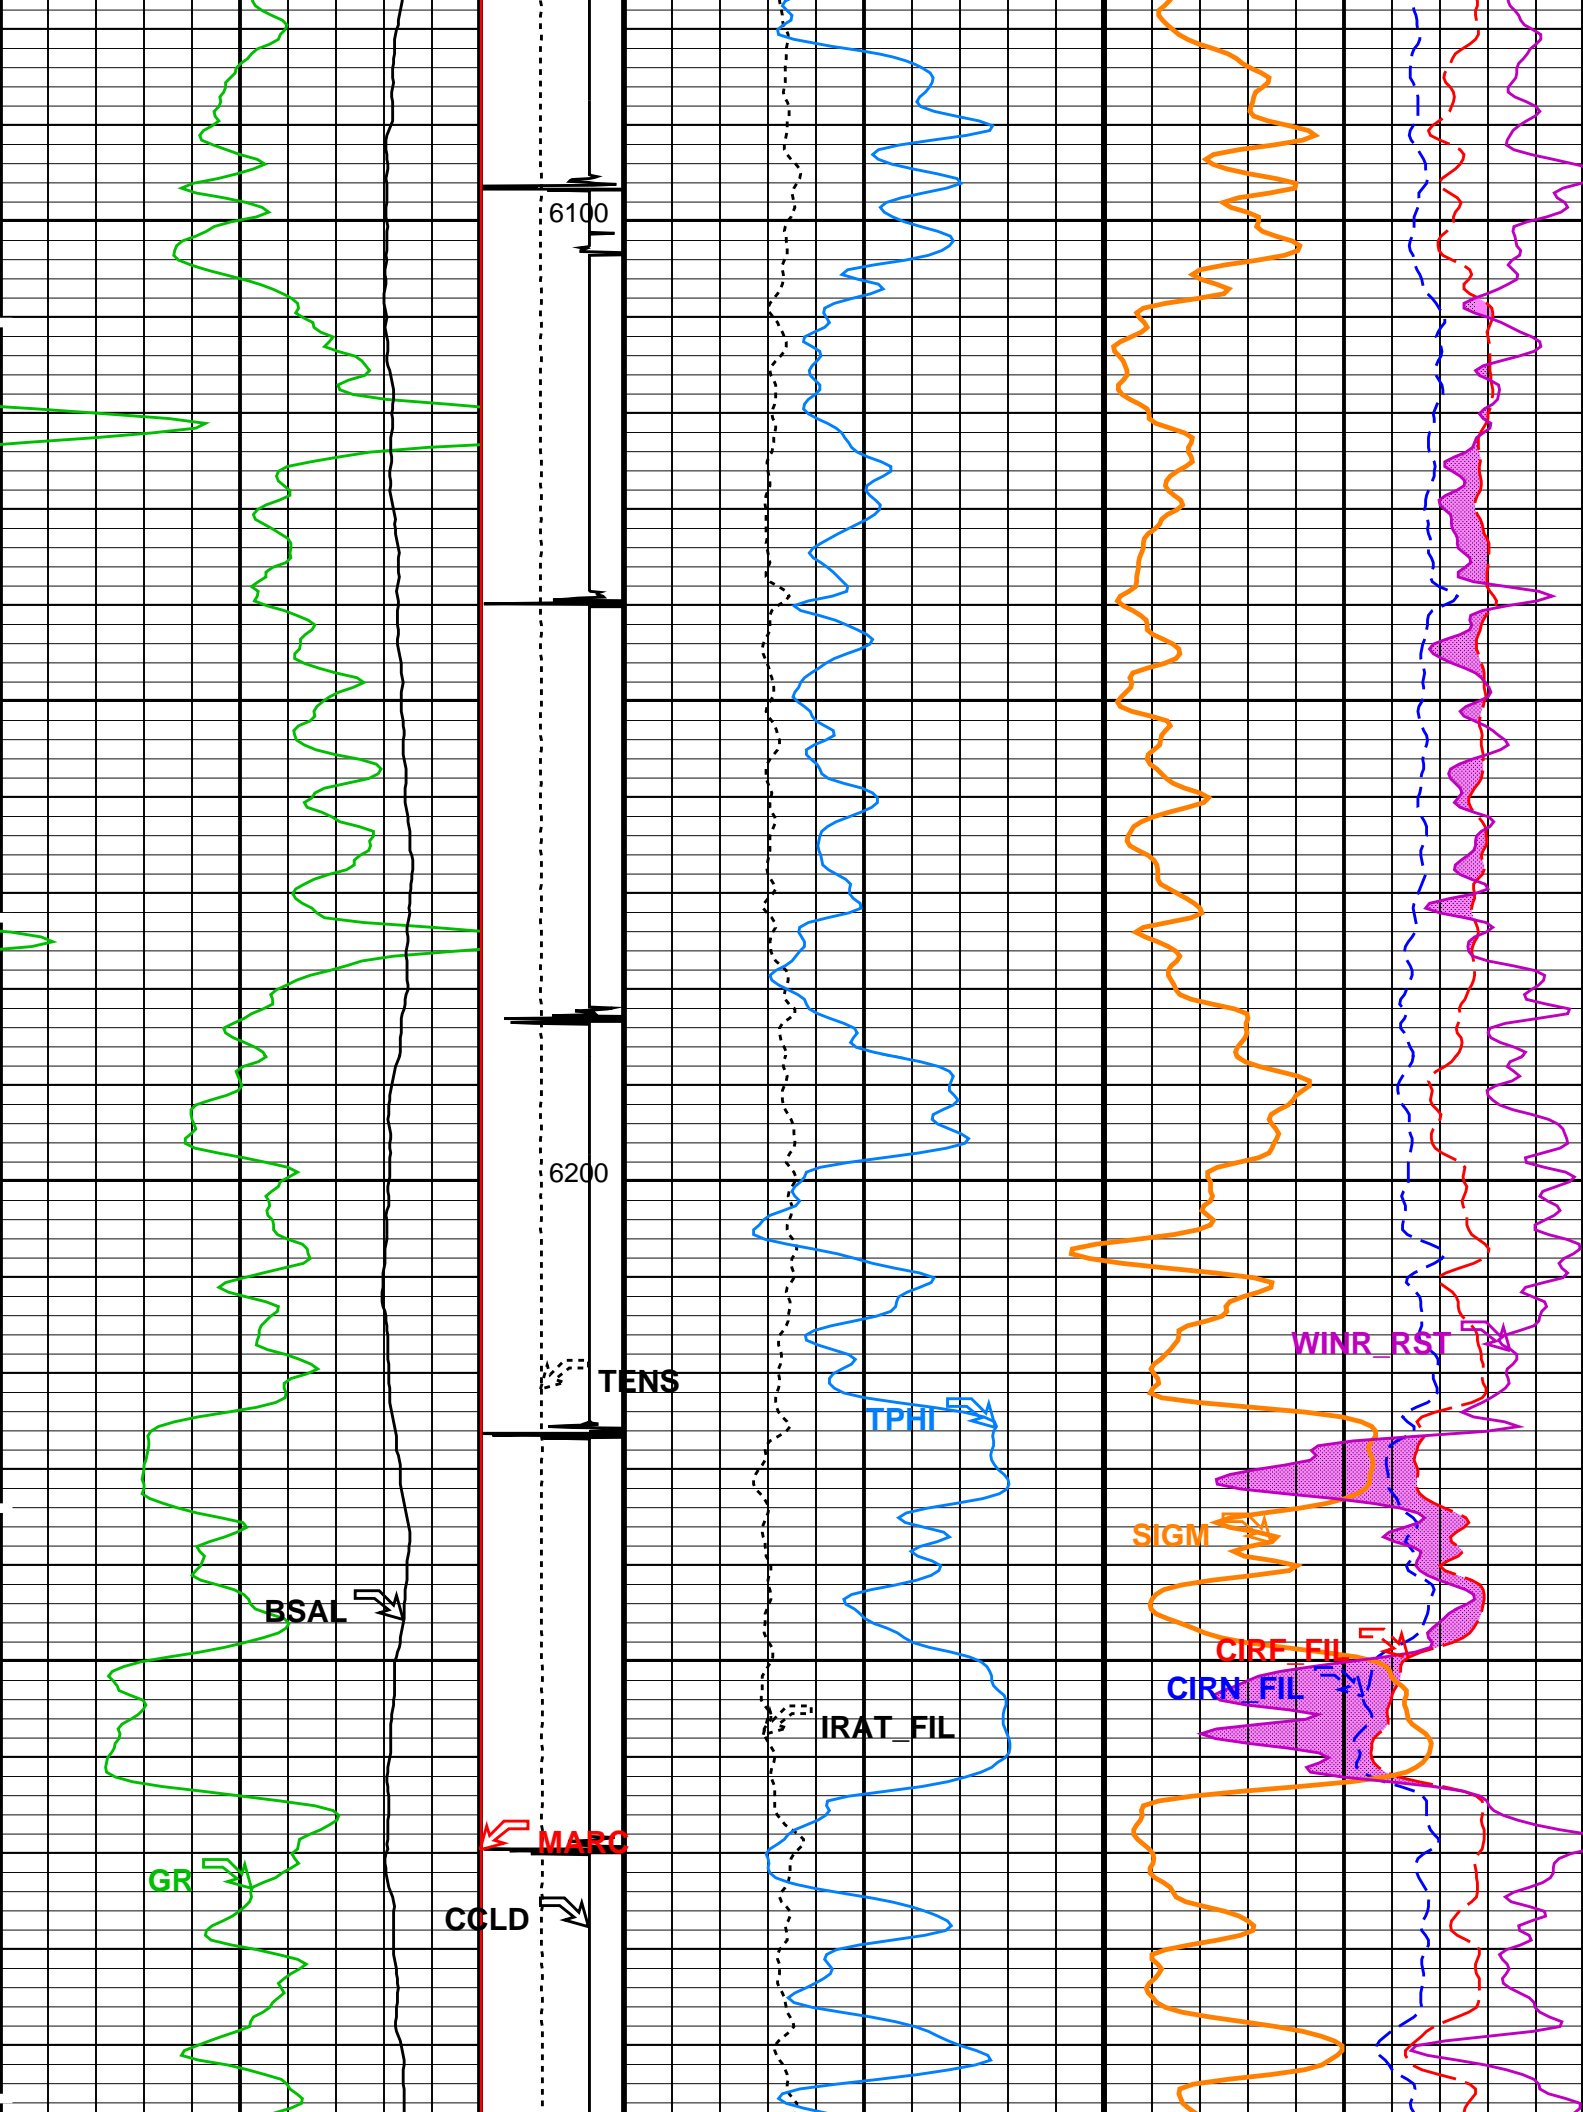 6100
6200
WINR_RST
TENS
TPHI
SIGM
BSAL
CIRF_FIL
CIRN_FIL
IRAT_FIL
MARC
GR
CCLD